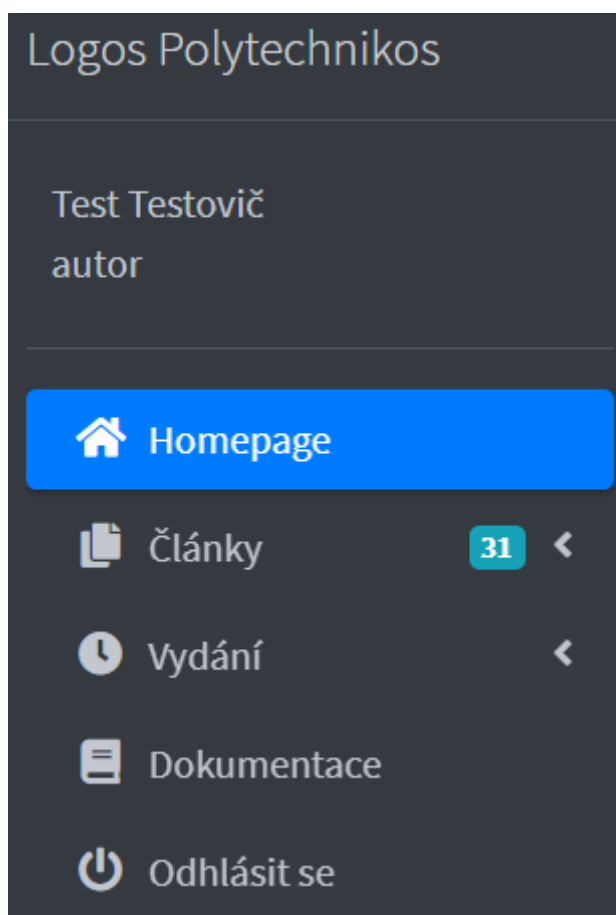 Logos Polytechnikos
Test Testovič
autor
Homepage
Články 31
Vydání
Dokumentace
Odhlásit se